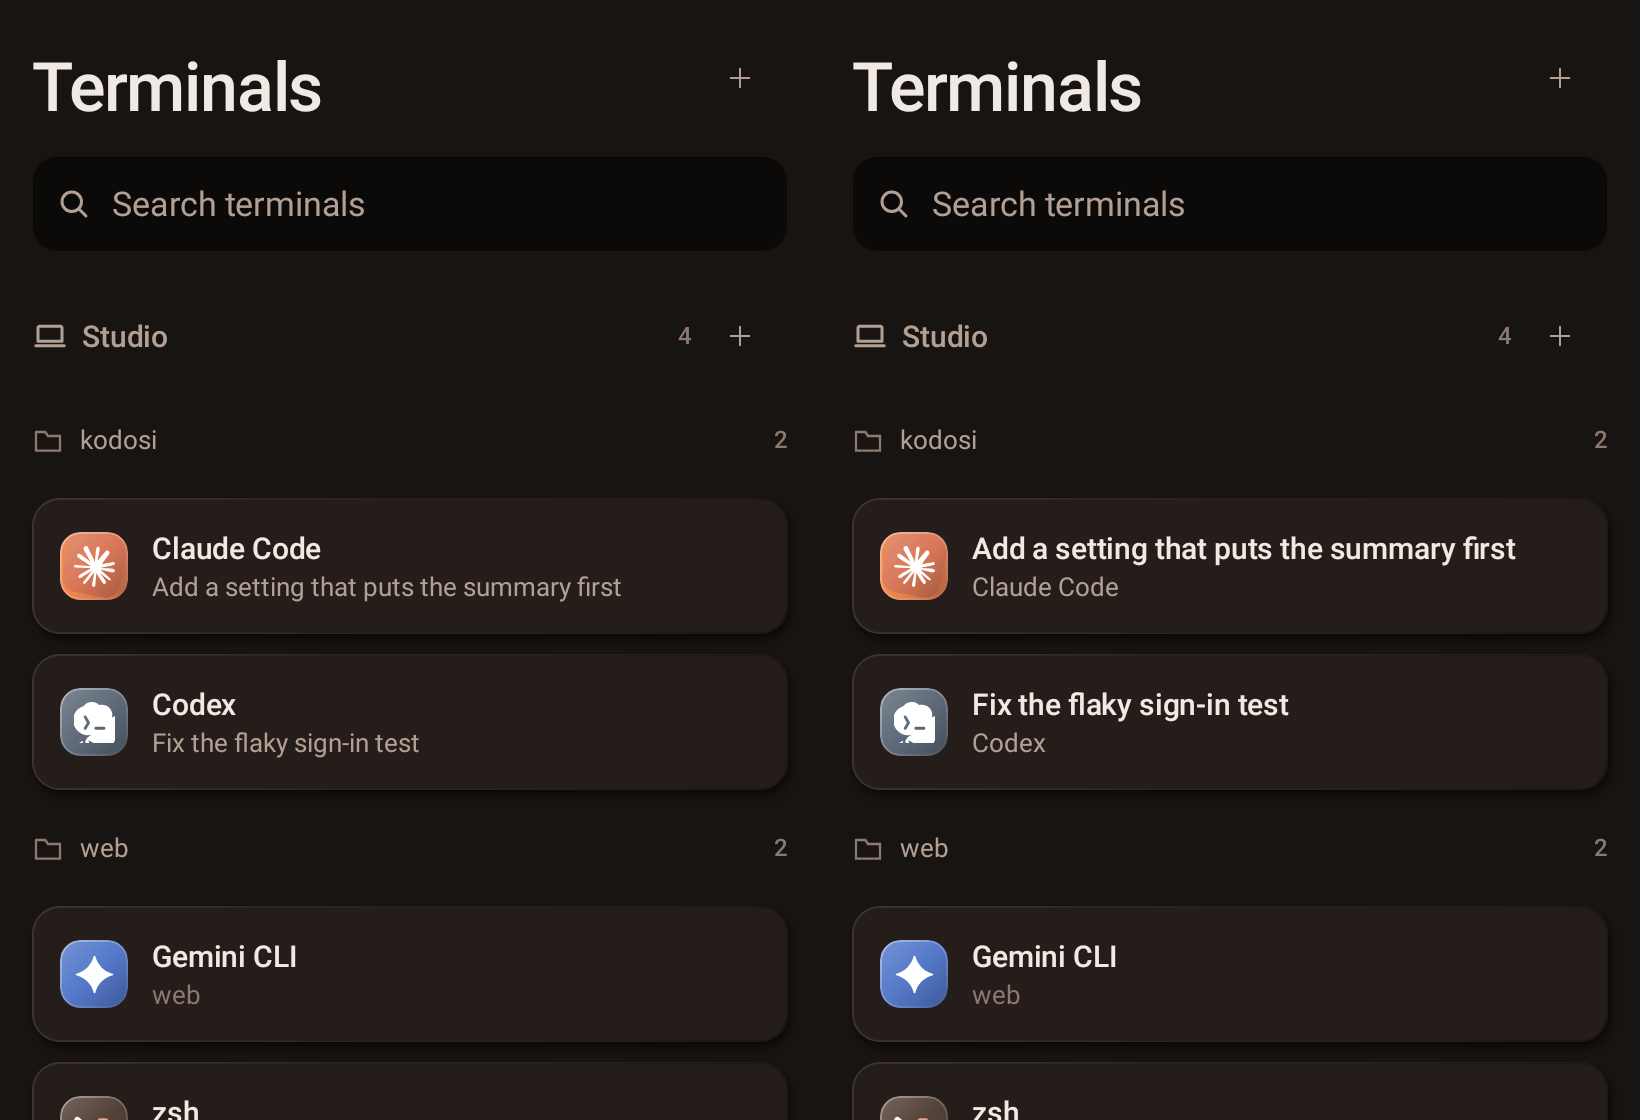 Terminals
Search terminals
Studio 4
kodosi 2
Claude Code
Add a setting that puts the summary first
Codex
Fix the flaky sign-in test
web 2
Gemini CLI
web
zsh
Terminals
Search terminals
Studio 4
kodosi 2
Add a setting that puts the summary first
Claude Code
Fix the flaky sign-in test
Codex
web 2
Gemini CLI
web
zsh